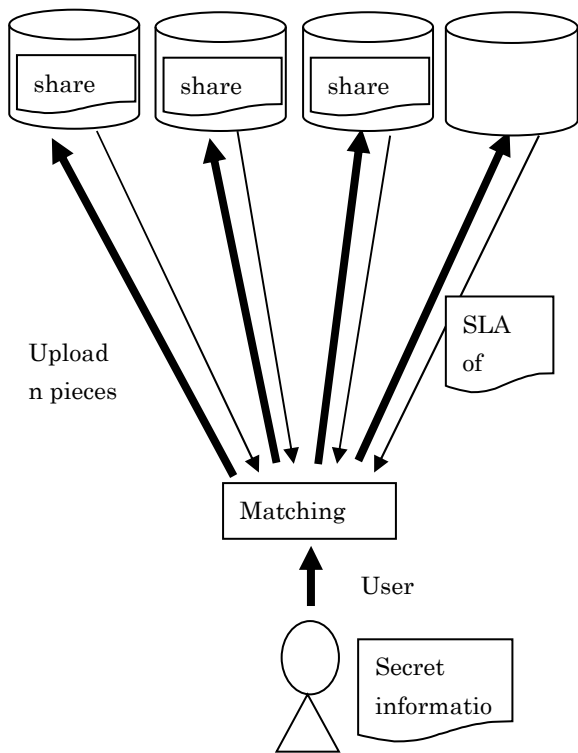 share
share
share
SLA
of
Upload
n pieces
Matching
User
Secret
informatio